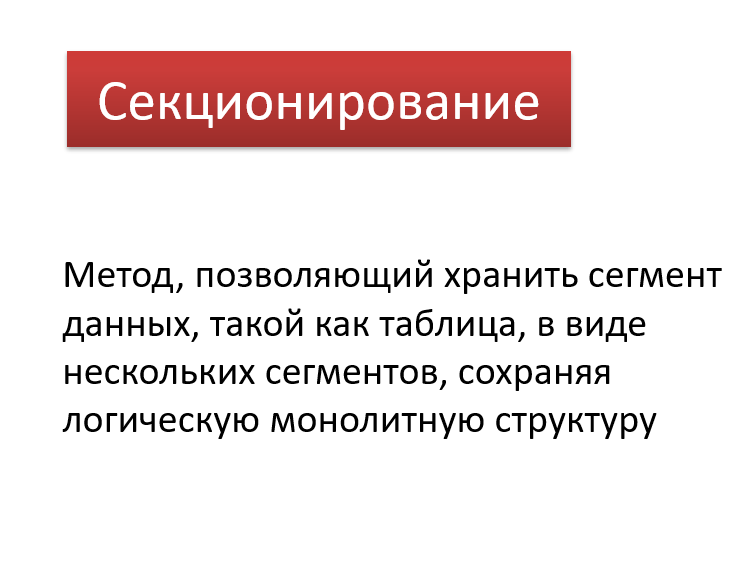 Секционирование
Метод, позволяющий хранить сегмент
данных, такой как таблица, в виде
нескольких сегментов, сохраняя
логическую монолитную структуру